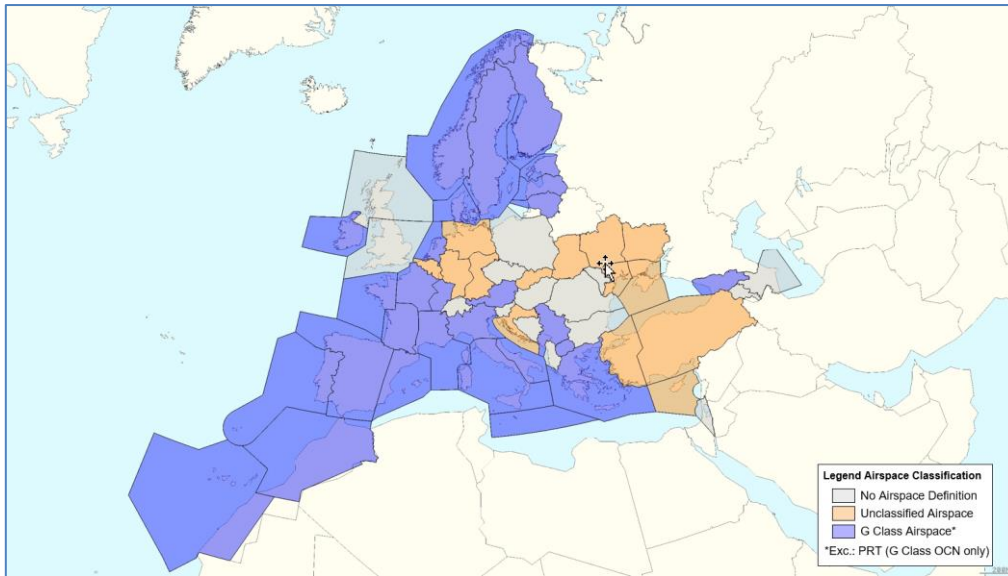 Legend Airspace Classification
No Airspace Definition
Unclassified Airspace
G Class Airspace*
*Exc.: PRT (G Class OCN only)